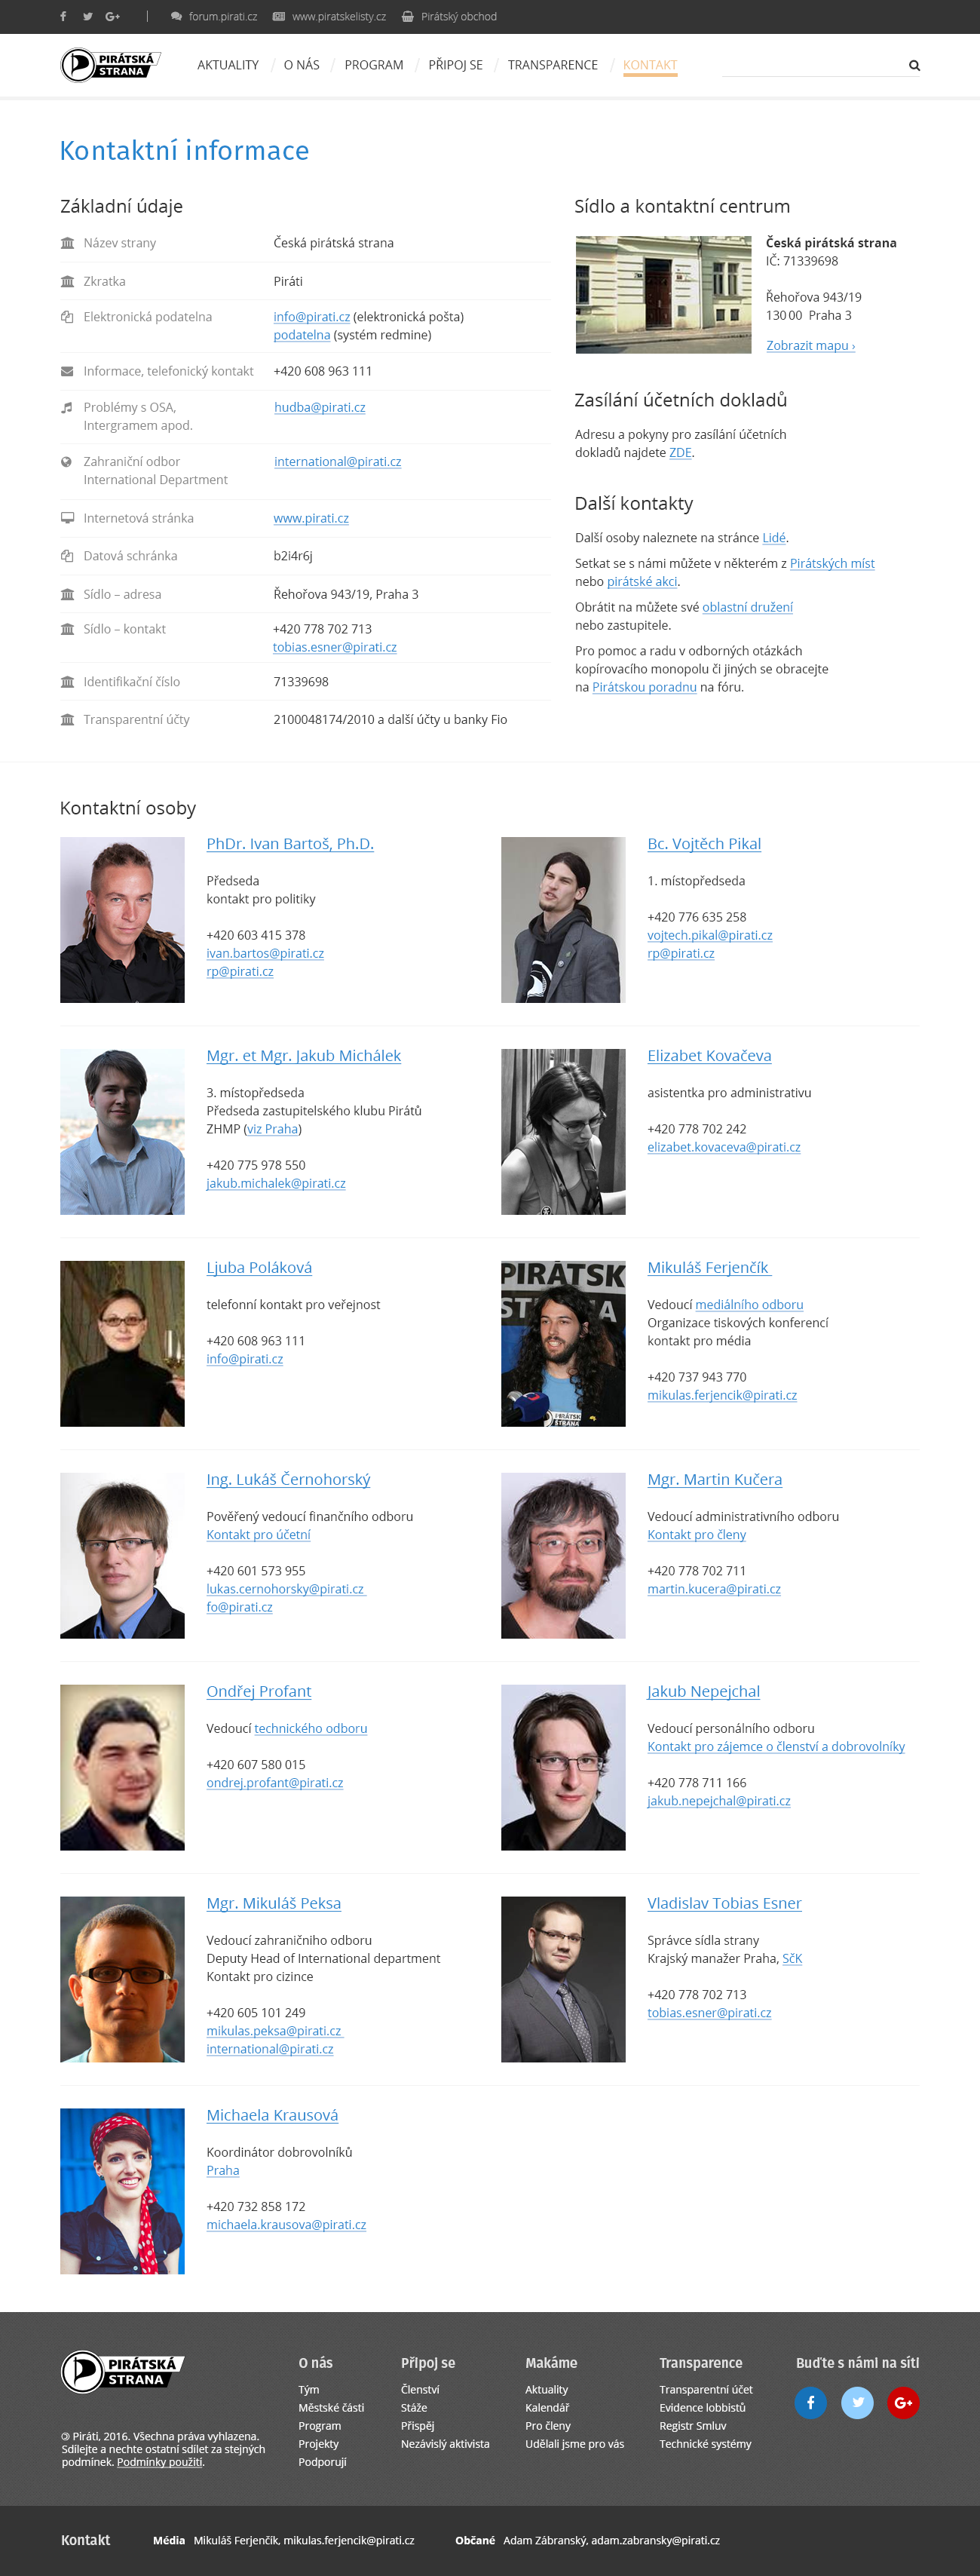 forum.pirati.cz www.piratskelisty.cz Pirátský obchod
PIRÁTSKÁ
STRANA
AKTUALITY / O NÁS / PROGRAM / PŘIPOJ SE / TRANSPARENCE / KONTAKT
Kontaktní informace
Základní údaje
Název strany Česká pirátská strana
Zkratka Piráti
Elektronická podatelna info@pirati.cz (elektronická pošta)
podatelna (systém redmine)
Informace, telefonický kontakt +420 608 963 111
Problémy s OSA, hudba@pirati.cz
Intergramem apod.
Zahraniční odbor international@pirati.cz
International Department
Internetová stránka www.pirati.cz
Datová schránka b2i4r6j
Sídlo – adresa Řehořova 943/19, Praha 3
Sídlo – kontakt +420 778 702 713
tobias.esner@pirati.cz
Identifikační číslo 71339698
Transparentní účty 2100048174/2010 a další účty u banky Fio
Sídlo a kontaktní centrum
Česká pirátská strana
IČ: 71339698
Řehořova 943/19
130 00 Praha 3
Zobrazit mapu ›
Zasílání účetních dokladů
Adresu a pokyny pro zasílání účetních
dokladů najdete ZDE.
Další kontakty
Další osoby naleznete na stránce Lidé.
Setkat se s námi můžete v některém z Pirátských míst
nebo pirátské akci.
Obrátit na můžete své oblastní družení
nebo zastupitele.
Pro pomoc a radu v odborných otázkách
kopírovacího monopolu či jiných se obracejte
na Pirátskou poradnu na fóru.
Kontaktní osoby
PhDr. Ivan Bartoš, Ph.D.
Předseda
kontakt pro politiky
+420 603 415 378
ivan.bartos@pirati.cz
rp@pirati.cz
Bc. Vojtěch Pikal
1. místopředseda
+420 776 635 258
vojtech.pikal@pirati.cz
rp@pirati.cz
Mgr. et Mgr. Jakub Michálek
3. místopředseda
Předseda zastupitelského klubu Pirátů
ZHMP (viz Praha)
+420 775 978 550
jakub.michalek@pirati.cz
Elizabet Kovačeva
asistentka pro administrativu
+420 778 702 242
elizabet.kovaceva@pirati.cz
Ljuba Poláková
telefonní kontakt pro veřejnost
+420 608 963 111
info@pirati.cz
PIRÁTSK
STRANA
PIRÁTSKÁ
STRANA
Mikuláš Ferjenčík
Vedoucí mediálního odboru
Organizace tiskových konferencí
kontakt pro média
+420 737 943 770
mikulas.ferjencik@pirati.cz
Ing. Lukáš Černohorský
Pověřený vedoucí finančního odboru
Kontakt pro účetní
+420 601 573 955
lukas.cernohorsky@pirati.cz
fo@pirati.cz
Mgr. Martin Kučera
Vedoucí administrativního odboru
Kontakt pro členy
+420 778 702 711
martin.kucera@pirati.cz
Ondřej Profant
Vedoucí technického odboru
+420 607 580 015
ondrej.profant@pirati.cz
Jakub Nepejchal
Vedoucí personálního odboru
Kontakt pro zájemce o členství a dobrovolníky
+420 778 711 166
jakub.nepejchal@pirati.cz
Mgr. Mikuláš Peksa
Vedoucí zahraničniho odboru
Deputy Head of International department
Kontakt pro cizince
+420 605 101 249
mikulas.peksa@pirati.cz
international@pirati.cz
Vladislav Tobias Esner
Správce sídla strany
Krajský manažer Praha, SčK
+420 778 702 713
tobias.esner@pirati.cz
Michaela Krausová
Koordinátor dobrovolníků
Praha
+420 732 858 172
michaela.krausova@pirati.cz
PIRÁTSKÁ
STRANA
Piráti, 2016. Všechna práva vyhlazena.
Sdílejte a nechte ostatní sdílet za stejných
podmínek. Podmínky použití.
O nás
Tým
Městské části
Program
Projekty
Podporují
Připoj se
Členství
Stáže
Přispěj
Nezávislý aktivista
Makáme
Aktuality
Kalendář
Pro členy
Udělali jsme pro vás
Transparence
Transparentní účet
Evidence lobbistů
Registr Smluv
Technické systémy
Buďte s námi na síti
Kontakt Média Mikuláš Ferjenčík, mikulas.ferjencik@pirati.cz Občané Adam Zábranský, adam.zabransky@pirati.cz